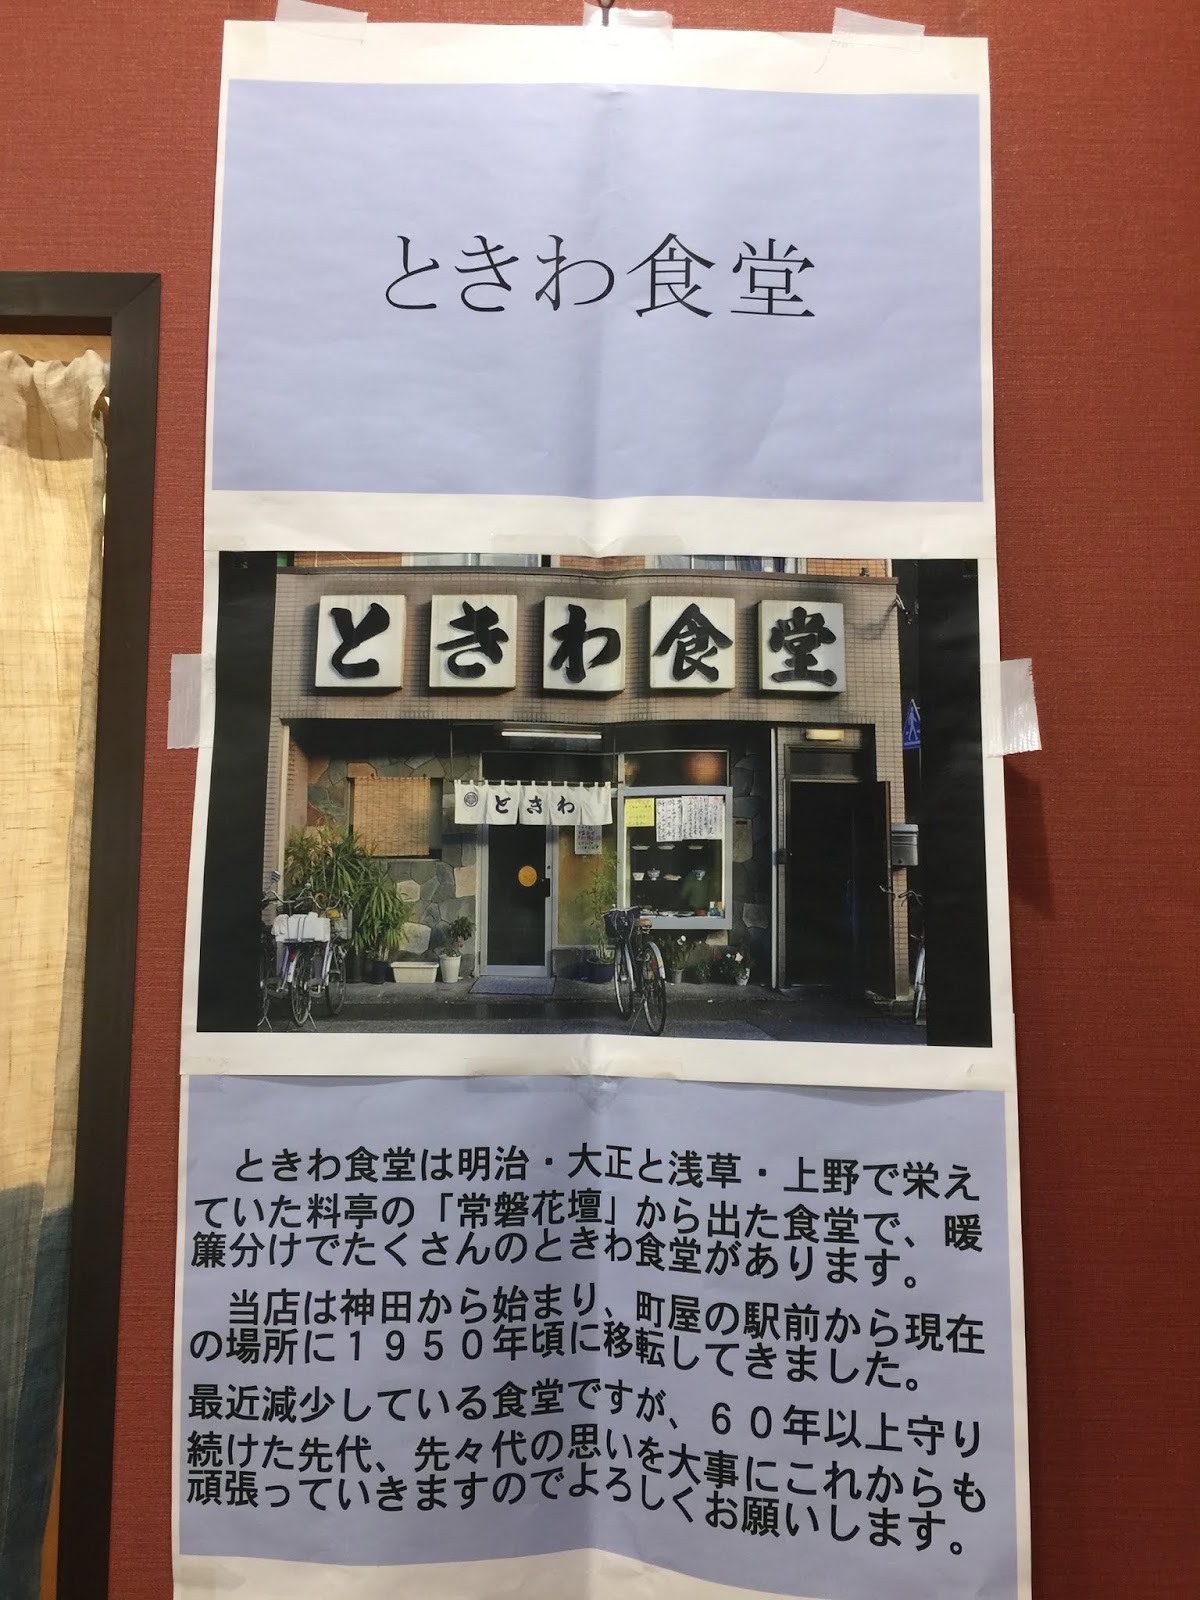 ときわ食堂
ときわ食堂
ときわ
ときわ食堂は明治・大正と浅草・上野で栄え
ていた料亭の「常磐花壇」から出た食堂で、暖
簾分けでたくさんのときわ食堂があります。
当店は神田から始まり、町屋の駅前から現在
の場所に1950年頃に移転してきました。
最近減少している食堂ですが、60年以上守り
続けた先代、先々代の思いを大事にこれからも
頑張っていきますのでよろしくお願いします。